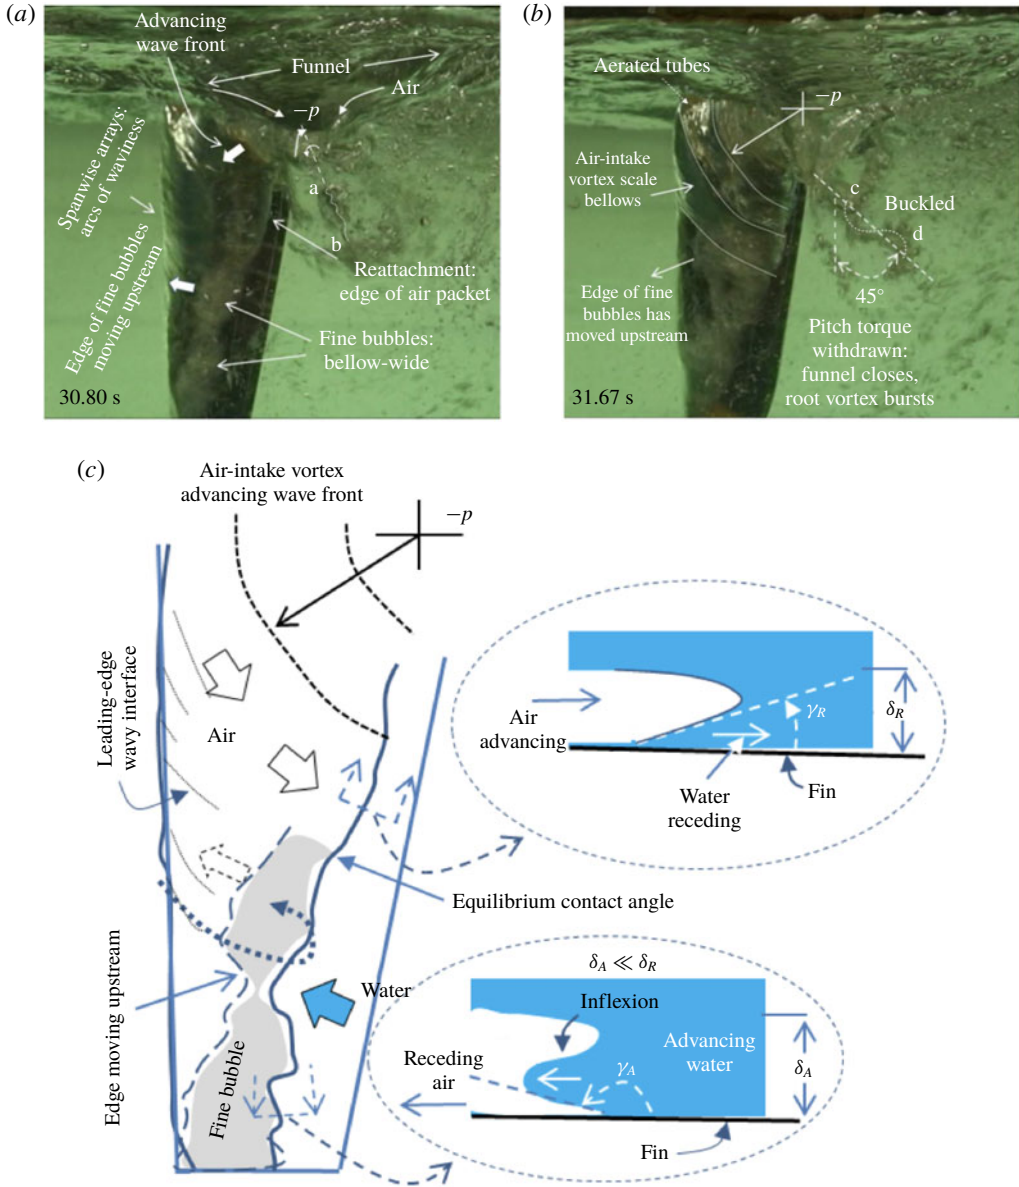 (a)
Advancing
wave front
Funnel
Air
−p
Spanwise arrays:
arcs of waviness
a
b
Reattachment:
edge of air packet
Edge of fine bubbles
moving upstream
Fine bubbles:
bellow-wide
30.80 s
(b)
Aerated tubes
−p
Air-intake
vortex scale
bellows
c
Buckled
d
45°
Edge of fine
bubbles has
moved upstream
Pitch torque
withdrawn:
funnel closes,
root vortex bursts
31.67 s
(c)
Air-intake vortex
advancing wave front
−p
Leading-edge
wavy interface
Air
Air
advancing
γR
δR
Water
receding
Fin
Equilibrium contact angle
Edge moving upstream
Water
Fine bubble
δA ≪ δR
Inflexion
Receding
air
γA
Advancing
water
δA
Fin